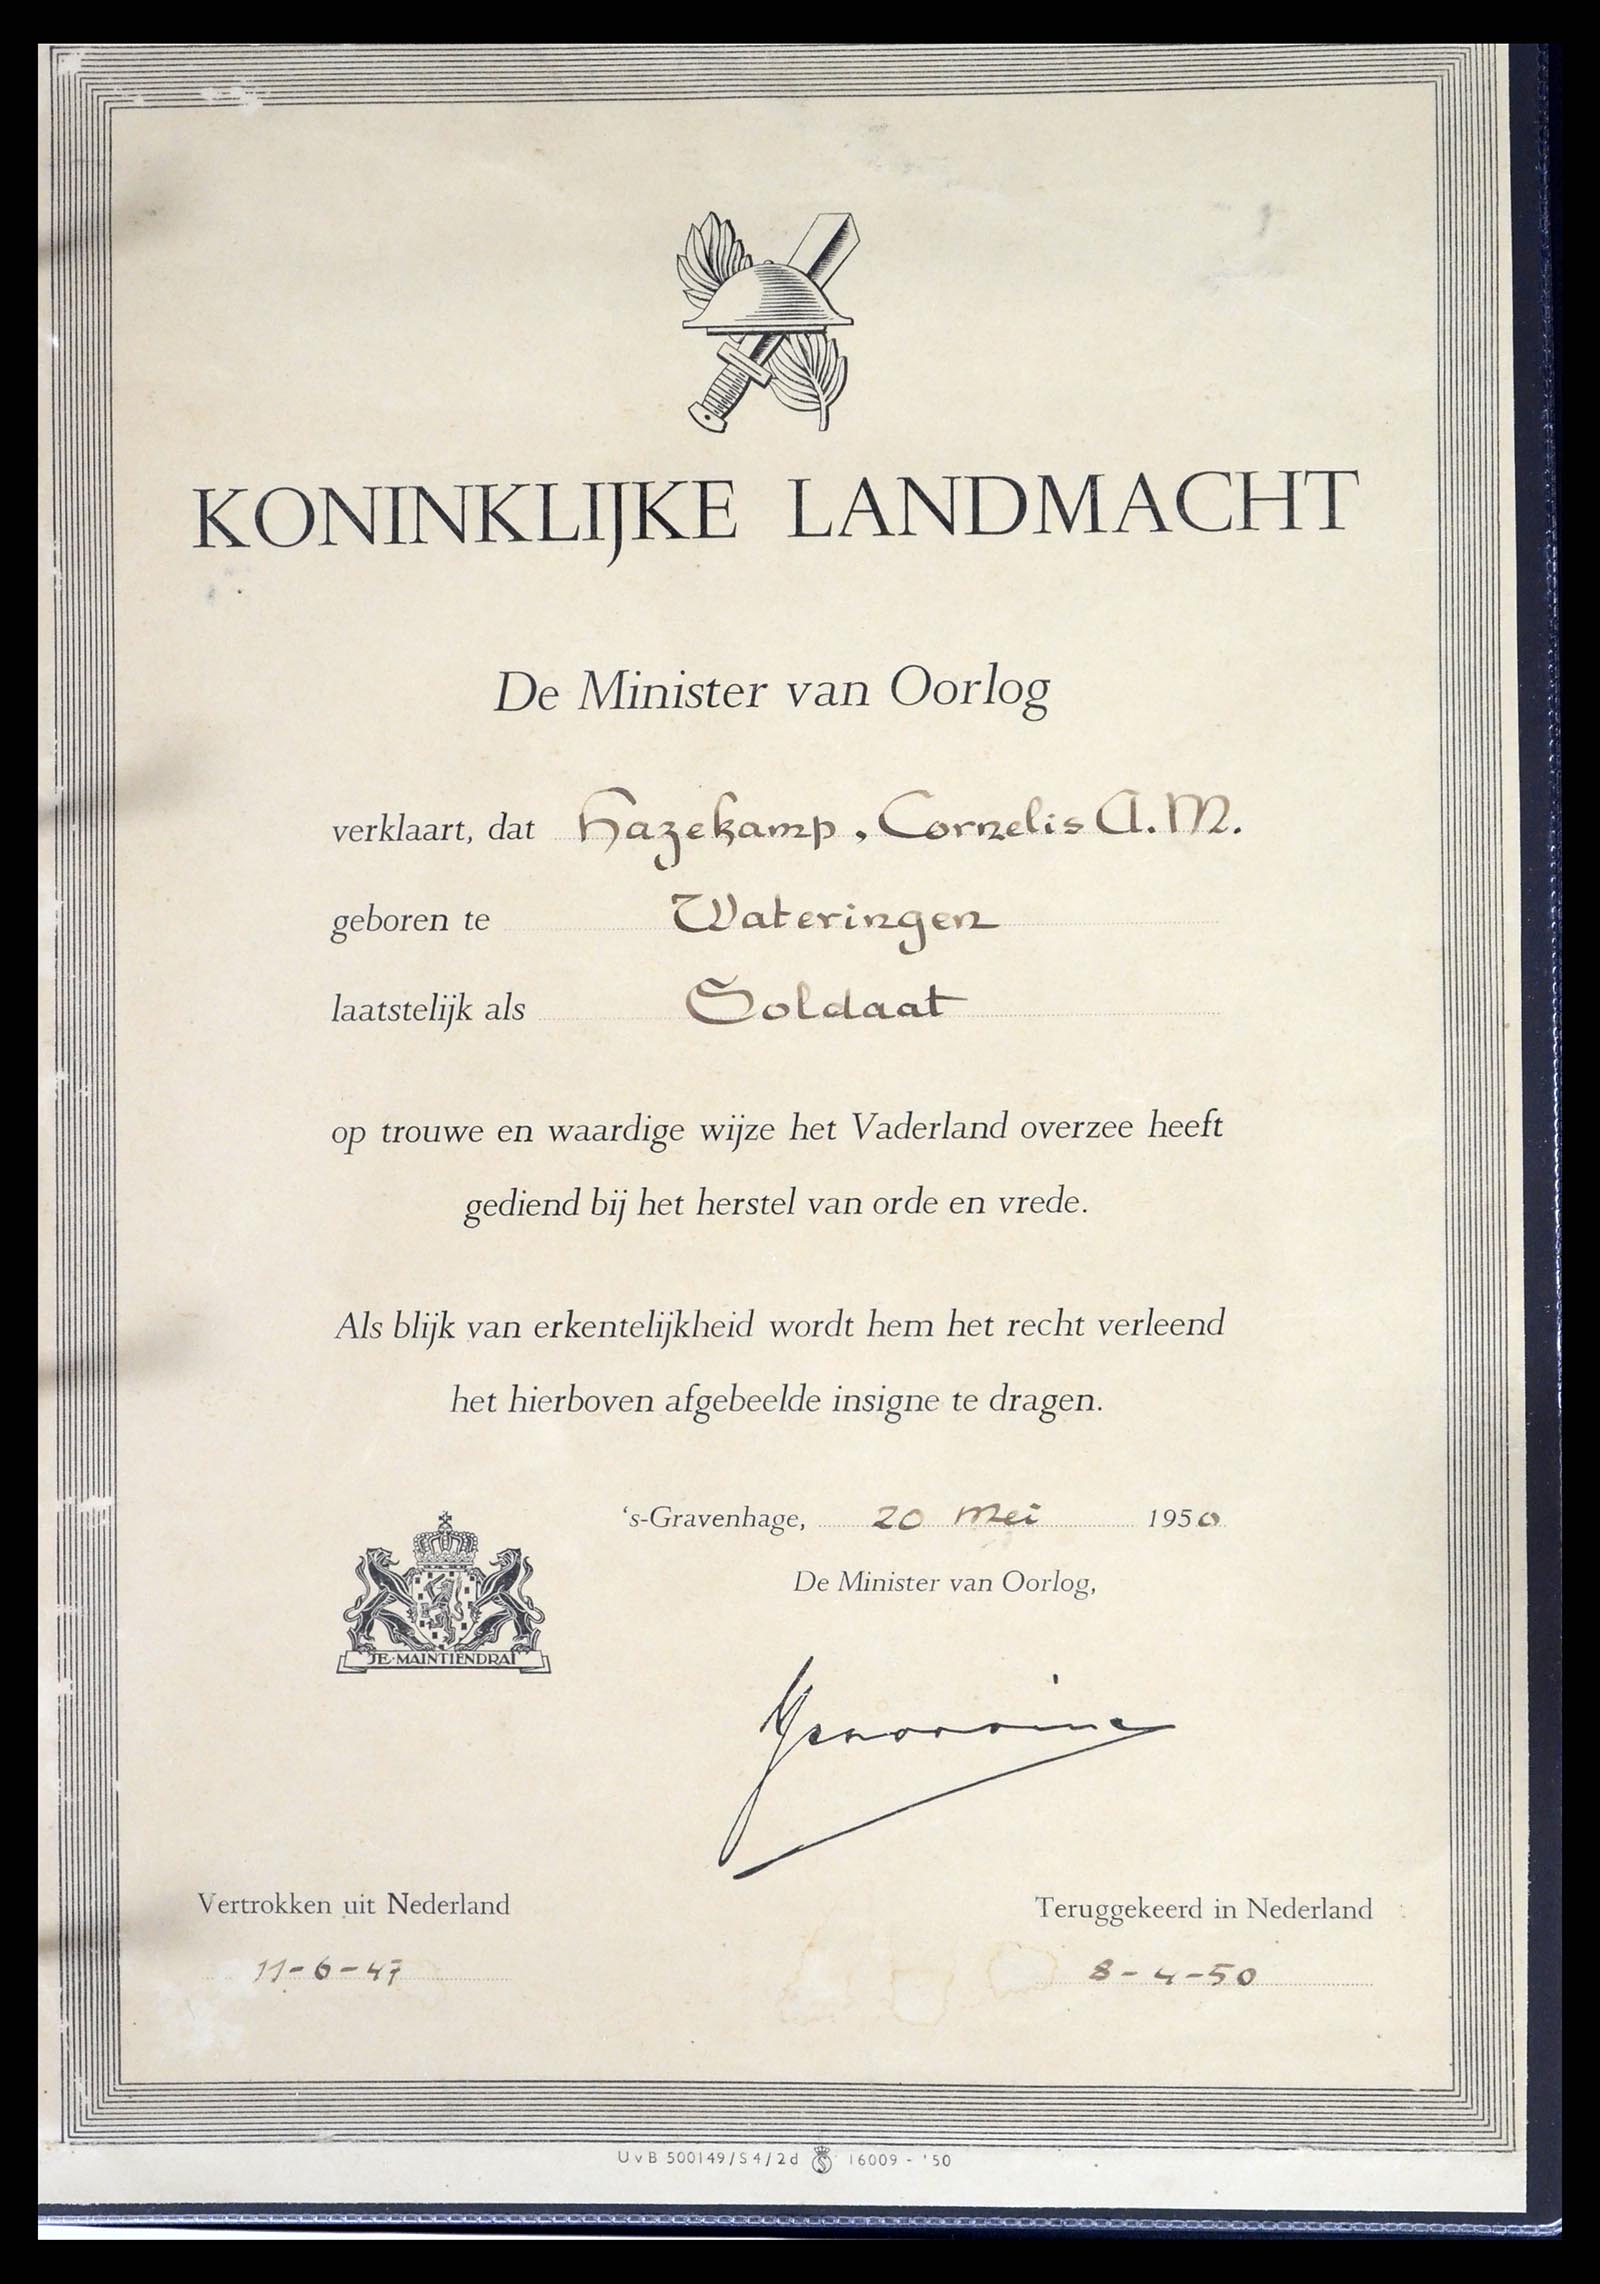 KONINKLIJKE LANDMACHT
De Minister van Oorlog
verklaart, dat Hazekamp, Cornelis A.M.
geboren te Wateringen
laatstelijk als Soldaat
op trouwe en waardige wijze het Vaderland overzee heeft
gediend bij het herstel van orde en vrede.
Als blijk van erkentelijkheid wordt hem het recht verleend
het hierboven afgebeelde insigne te dragen.
's-Gravenhage, 20 Mei 1950
De Minister van Oorlog,
JE·MAINTIENDRAI
Vertrokken uit Nederland
11-6-47
Teruggekeerd in Nederland
8-4-50
UvB 500149/S4/2d 16009 - '50